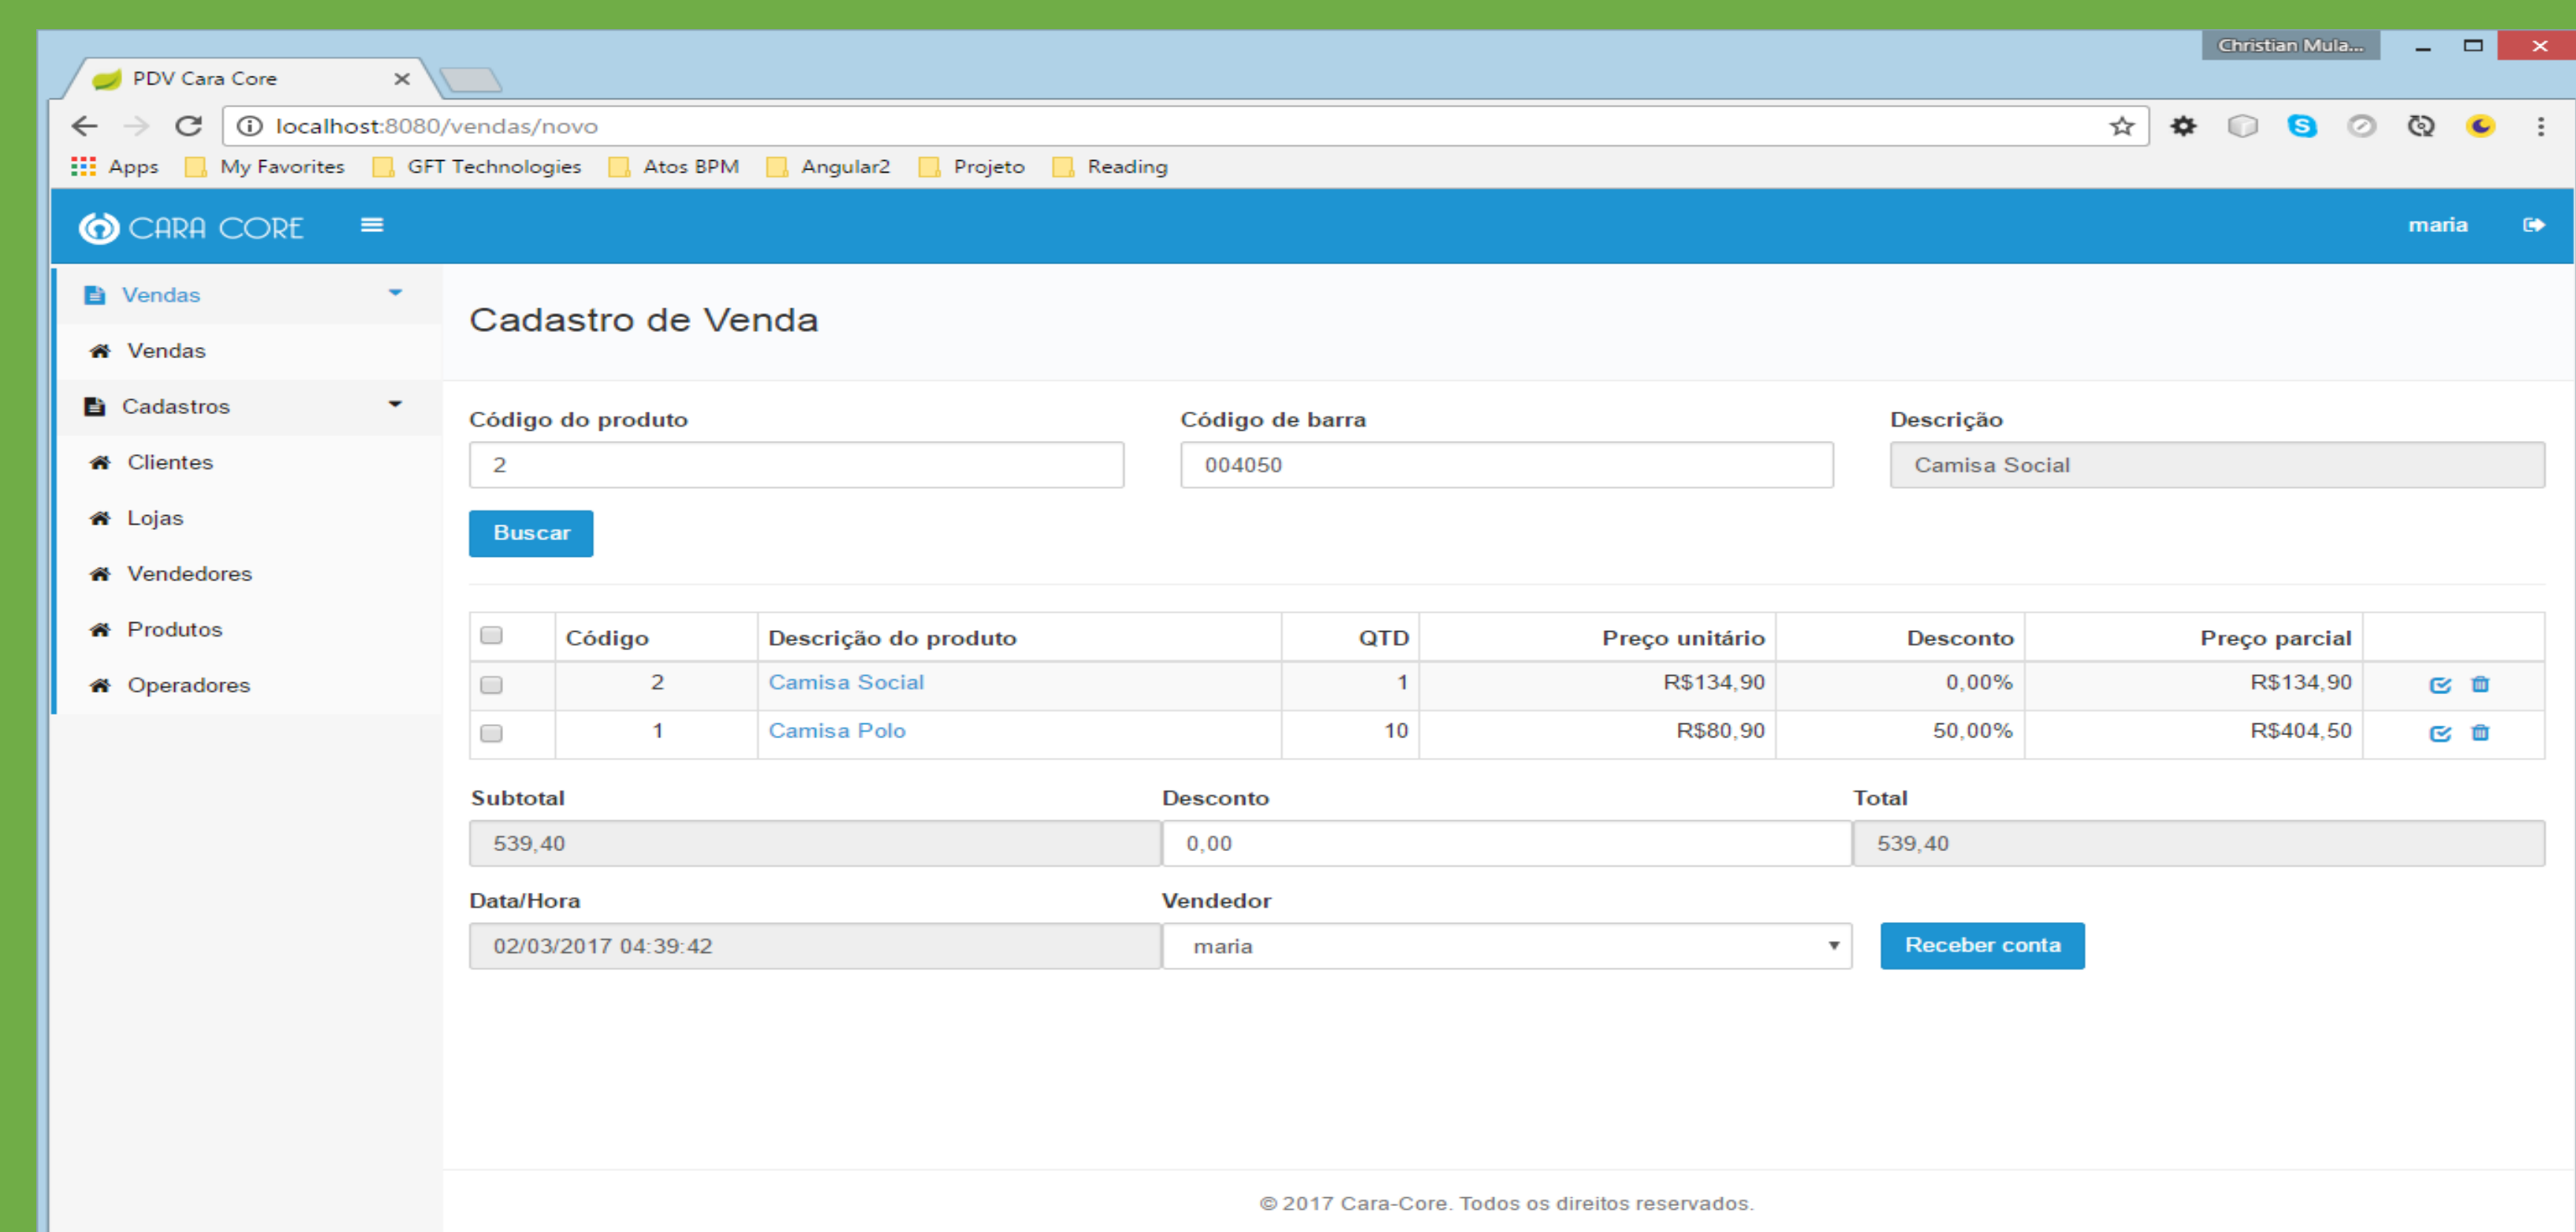 Christian Mula...
PDV Cara Core
localhost:8080/vendas/novo
Apps My Favorites GFT Technologies Atos BPM Angular2 Projeto Reading
CARA CORE maria
Vendas
Vendas
Cadastros
Clientes
Lojas
Vendedores
Produtos
Operadores
Cadastro de Venda
Código do produto Código de barra Descrição
2 004050 Camisa Social
Buscar
Código Descrição do produto QTD Preço unitário Desconto Preço parcial
2 Camisa Social 1 R$134,90 0,00% R$134,90
1 Camisa Polo 10 R$80,90 50,00% R$404,50
Subtotal Desconto Total
539,40 0,00 539,40
Data/Hora Vendedor
02/03/2017 04:39:42 maria Receber conta
© 2017 Cara-Core. Todos os direitos reservados.